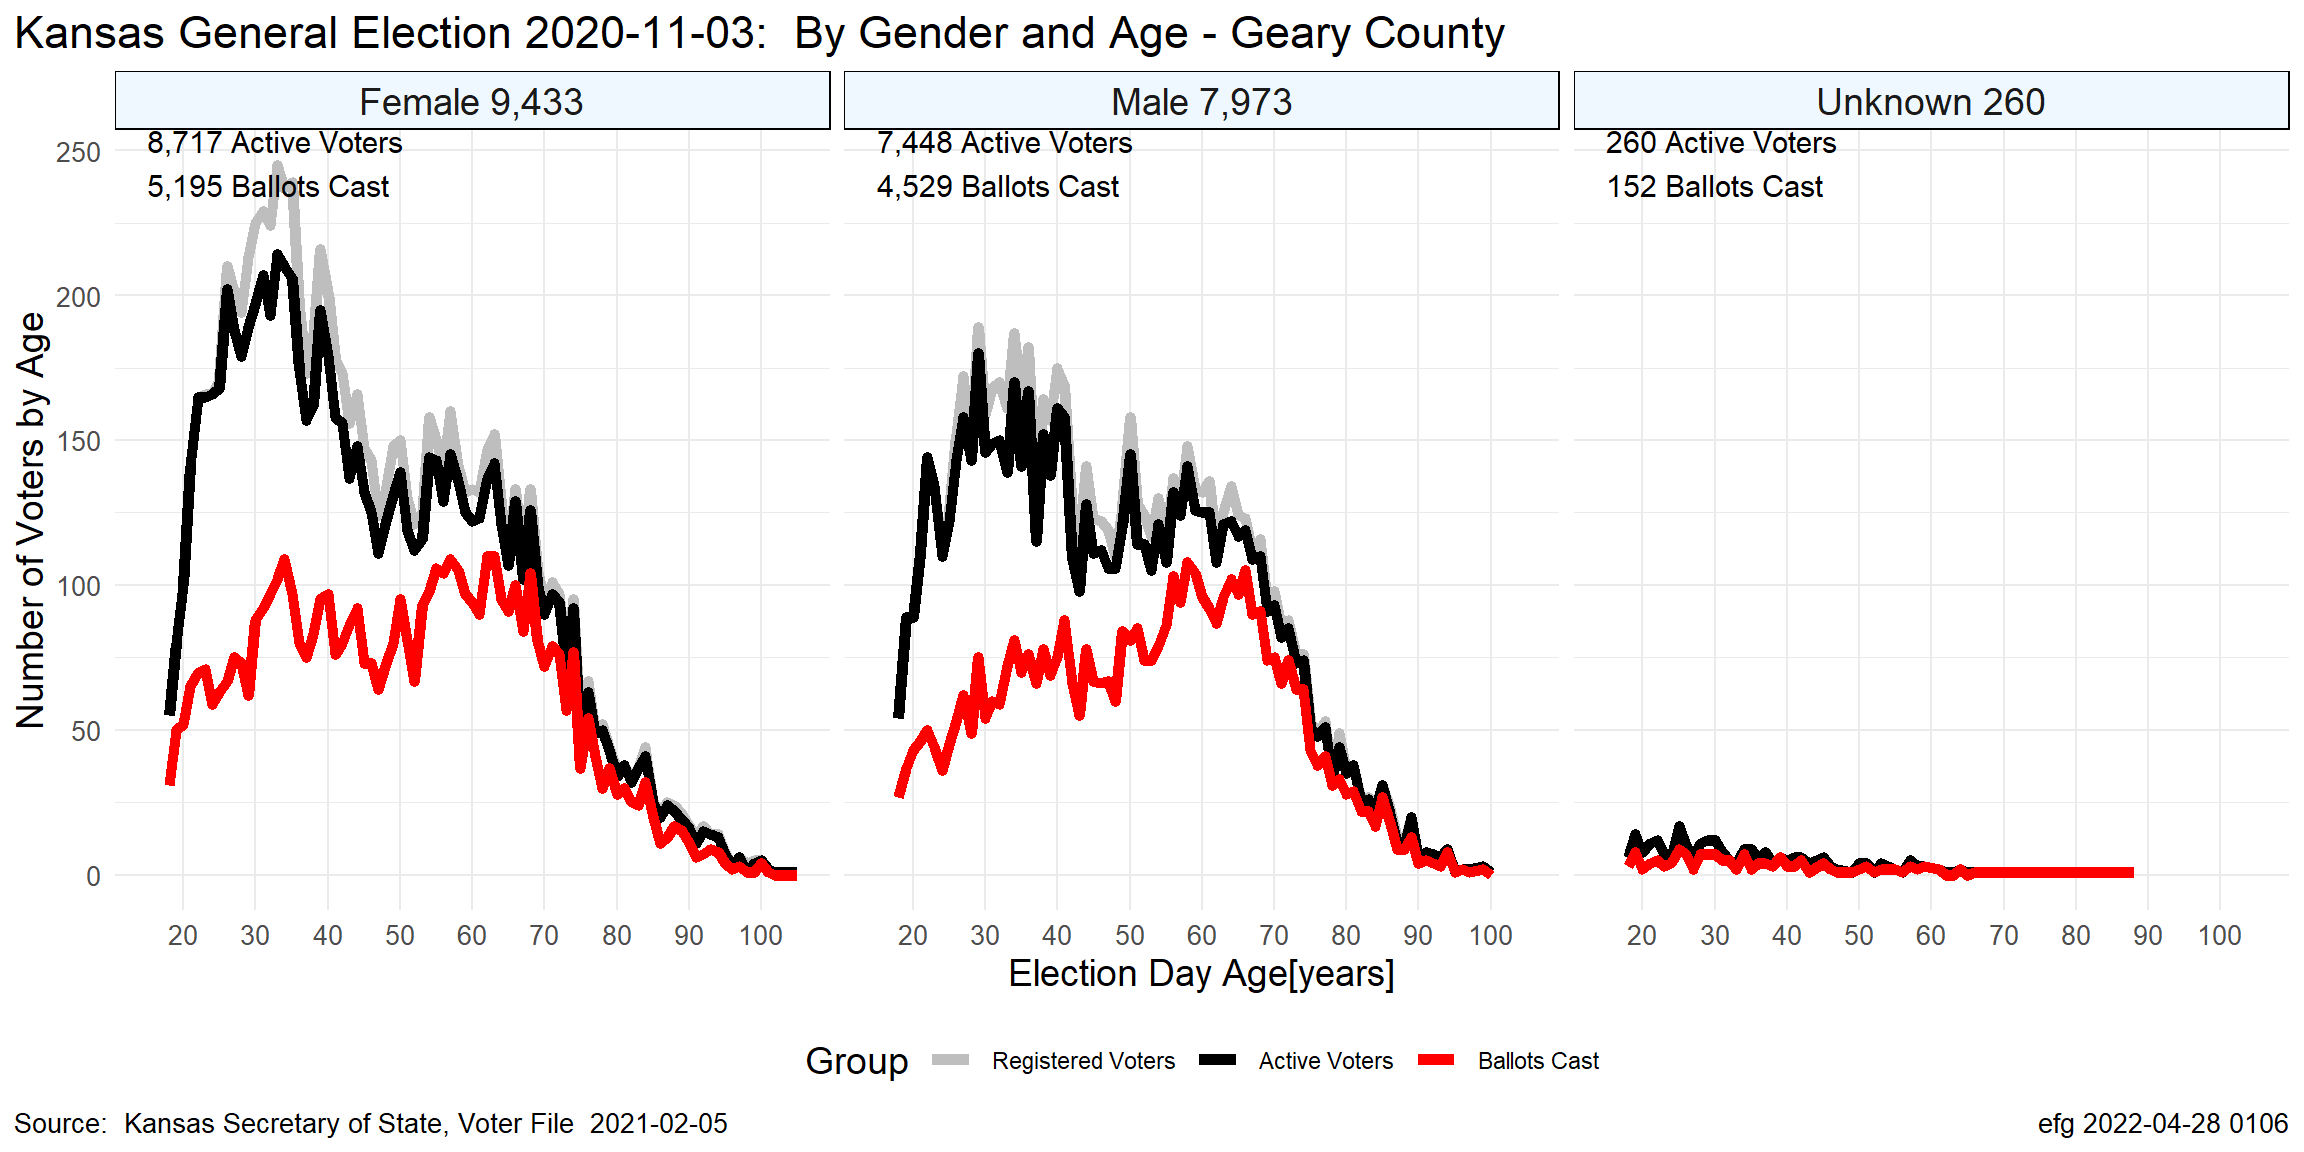 Kansas General Election 2020-11-03:  By Gender and Age - Geary County
Female 9,433
Male 7,973
Unknown 260
8,717 Active Voters
5,195 Ballots Cast
7,448 Active Voters
4,529 Ballots Cast
260 Active Voters
152 Ballots Cast
Number of Voters by Age
250
200
150
100
50
0
20 30 40 50 60 70 80 90 100
20 30 40 50 60 70 80 90 100
20 30 40 50 60 70 80 90 100
Election Day Age[years]
Group Registered Voters Active Voters Ballots Cast
Source:  Kansas Secretary of State, Voter File  2021-02-05
efg 2022-04-28 0106